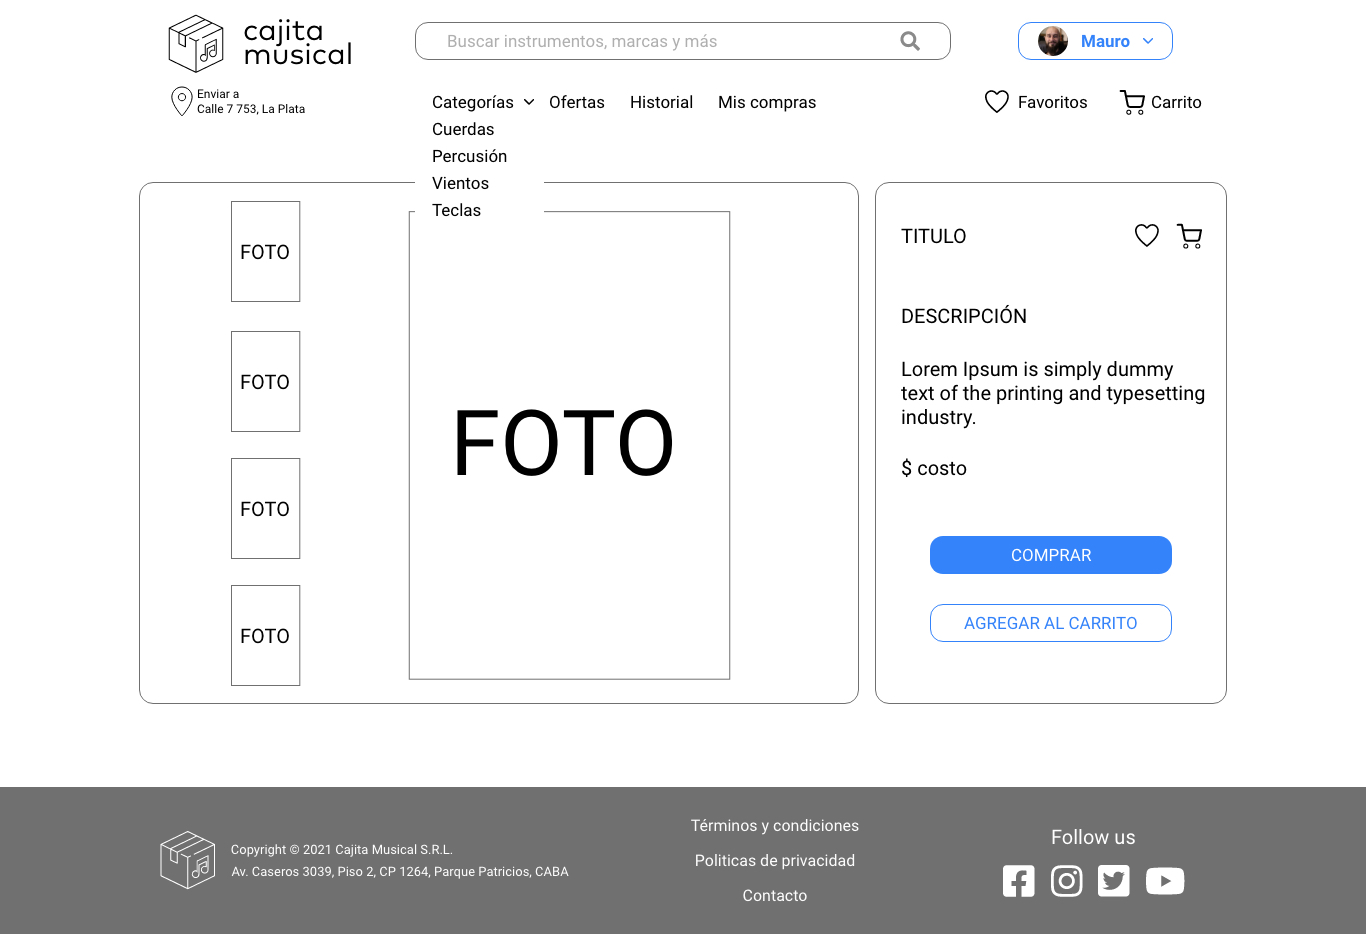 cajita
musical
Buscar instrumentos, marcas y más
Mauro
Enviar a
Calle 7 753, La Plata
Categorías
Ofertas
Historial
Mis compras
Favoritos
Carrito
Cuerdas
Percusión
Vientos
Teclas
FOTO
FOTO
FOTO
FOTO
FOTO
TITULO
DESCRIPCIÓN
Lorem Ipsum is simply dummy
text of the printing and typesetting
industry.
$ costo
COMPRAR
AGREGAR AL CARRITO
Copyright © 2021 Cajita Musical S.R.L.
Av. Caseros 3039, Piso 2, CP 1264, Parque Patricios, CABA
Términos y condiciones
Politicas de privacidad
Contacto
Follow us